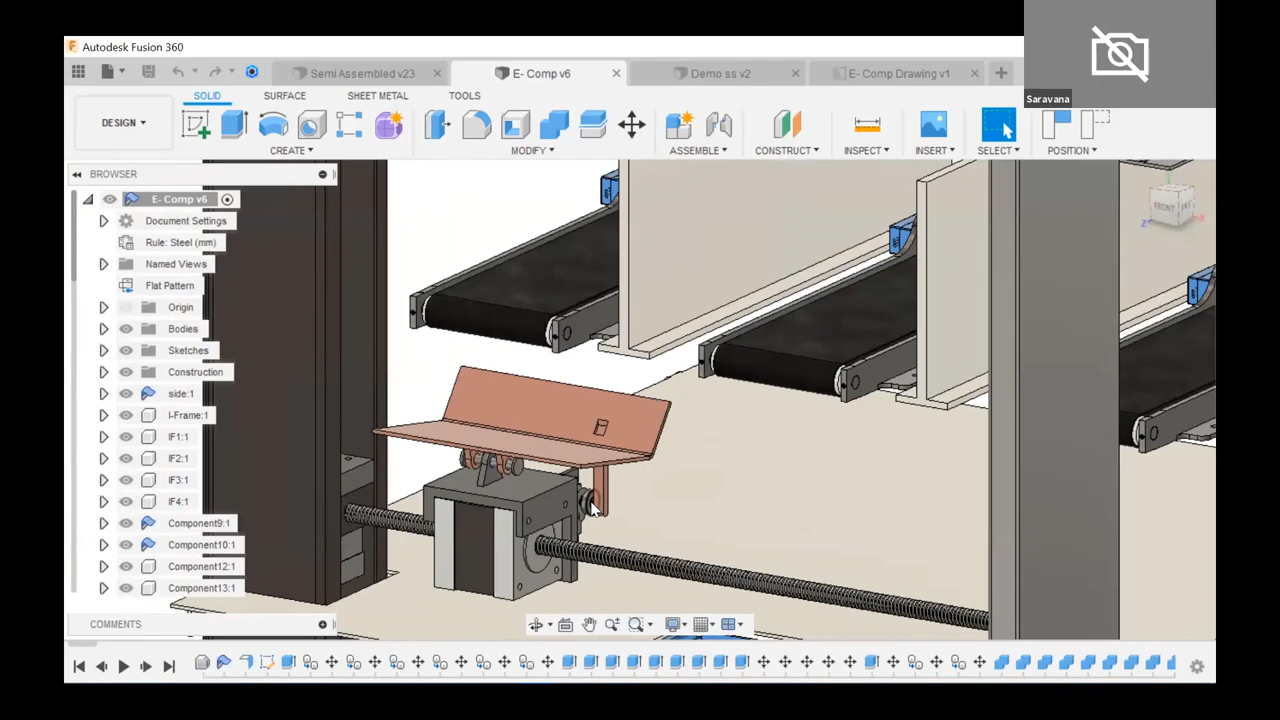 Autodesk Fusion 360
Semi Assembled v23
E- Comp v6
Demo ss v2
E- Comp Drawing v1
Saravana
SOLID SURFACE SHEET METAL TOOLS
DESIGN
CREATE MODIFY ASSEMBLE CONSTRUCT INSPECT INSERT SELECT POSITION
BROWSER
E- Comp v6
Document Settings
Rule: Steel (mm)
Named Views
Flat Pattern
Origin
Bodies
Sketches
Construction
side:1
I-Frame:1
IF1:1
IF2:1
IF3:1
IF4:1
Component9:1
Component10:1
Component12:1
Component13:1
COMMENTS
FRONT
Z